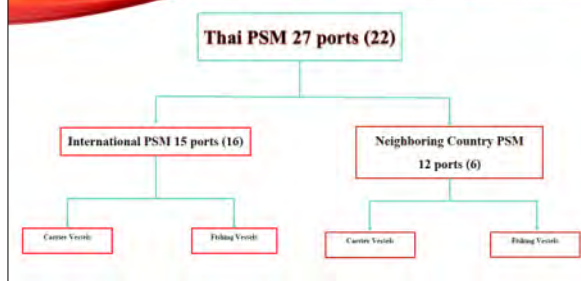 Thai PSM 27 ports (22)
International PSM 15 ports (16)
Neighboring Country PSM
12 ports (6)
Carrier Vessels
Fishing Vessels
Carrier Vessels
Fishing Vessels